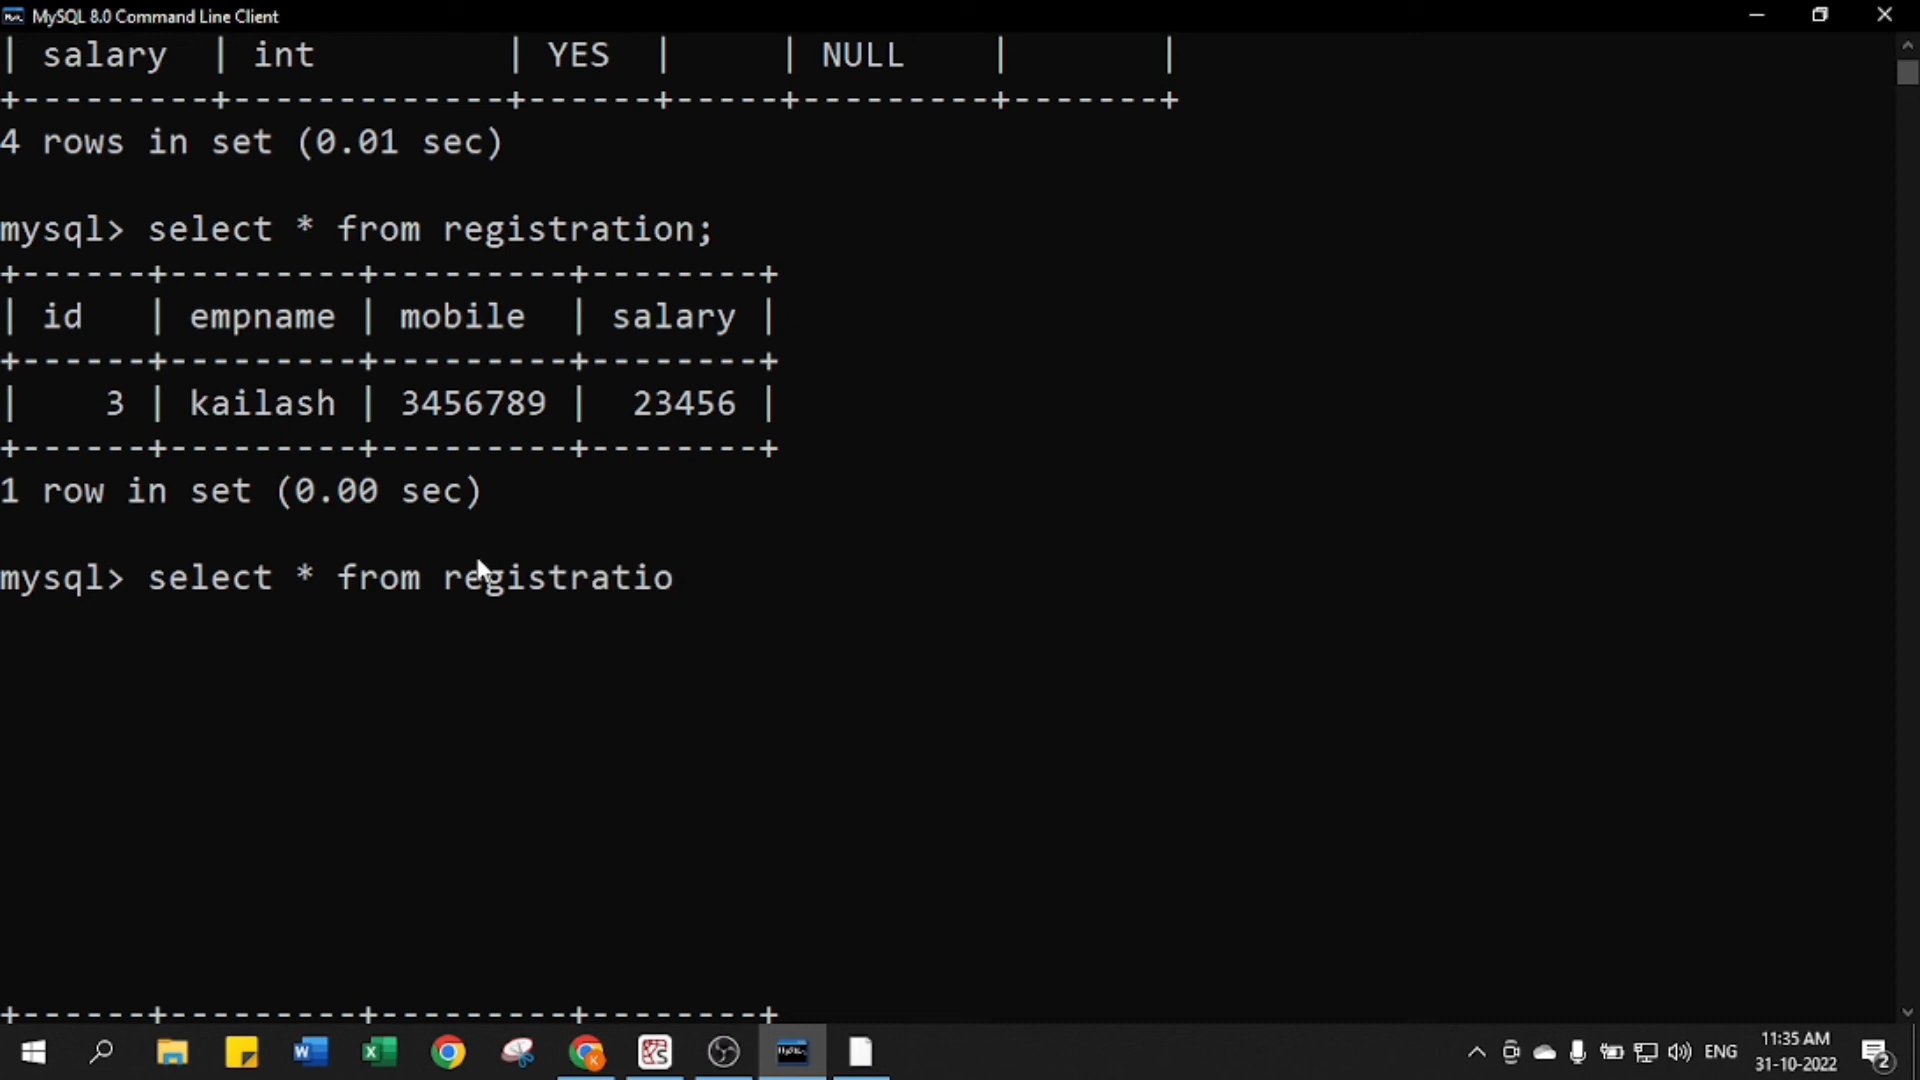 MySQL 8.0 Command Line Client
| salary  | int         | YES  |     | NULL    |       |
+---------+-------------+------+-----+---------+-------+
4 rows in set (0.01 sec)
mysql> select * from registration;
+------+---------+---------+--------+
| id   | empname | mobile  | salary |
+------+---------+---------+--------+
|    3 | kailash | 3456789 |  23456 |
+------+---------+---------+--------+
1 row in set (0.00 sec)
mysql> select * from registratio
+------+---------+---------+--------+
ENG
11:35 AM
31-10-2022
2